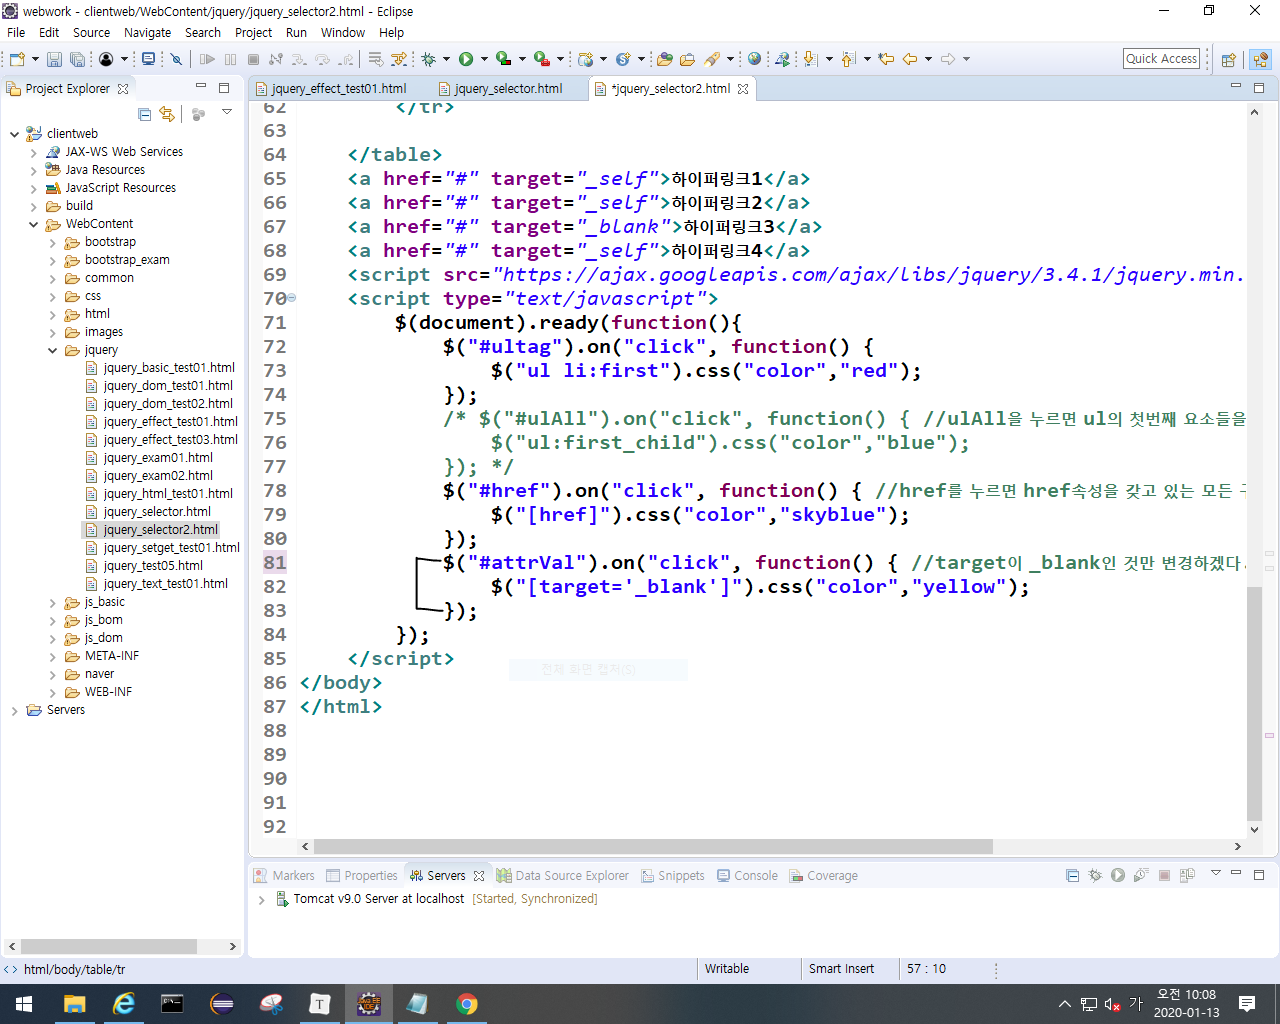 webwork - clientweb/WebContent/jquery/jquery_selector2.html - Eclipse
File Edit Source Navigate Search Project Run Window Help
Quick Access
Project Explorer
jquery_effect_test01.html
jquery_selector.html
*jquery_selector2.html
clientweb
JAX-WS Web Services
Java Resources
JavaScript Resources
build
WebContent
bootstrap
bootstrap_exam
common
css
html
images
jquery
jquery_basic_test01.html
jquery_dom_test01.html
jquery_dom_test02.html
jquery_effect_test01.html
jquery_effect_test03.html
jquery_exam01.html
jquery_exam02.html
jquery_html_test01.html
jquery_selector.html
jquery_selector2.html
jquery_setget_test01.html
jquery_test05.html
jquery_text_test01.html
js_basic
js_bom
js_dom
META-INF
naver
WEB-INF
Servers
62 </tr>
63
64 </table>
65 <a href="#" target="_self">하이퍼링크1</a>
66 <a href="#" target="_self">하이퍼링크2</a>
67 <a href="#" target="_blank">하이퍼링크3</a>
68 <a href="#" target="_self">하이퍼링크4</a>
69 <script src="https://ajax.googleapis.com/ajax/libs/jquery/3.4.1/jquery.min.
70 <script type="text/javascript">
71 $(document).ready(function(){
72 $("#ultag").on("click", function() {
73 $("ul li:first").css("color","red");
74 });
75 /* $("#ulAll").on("click", function() { //ulAll을 누르면 ul의 첫번째 요소들을
76 $("ul:first_child").css("color","blue");
77 }); */
78 $("#href").on("click", function() { //href를 누르면 href속성을 갖고 있는 모든
79 $("[href]").css("color","skyblue");
80 });
81 $("#attrVal").on("click", function() { //target이 _blank인 것만 변경하겠다.
82 $("[target='_blank']").css("color","yellow");
83 });
84 });
85 </script>
86 </body>
87 </html>
88
89
90
91
92
전체 화면 캡처(S)
Markers Properties Servers Data Source Explorer Snippets Console Coverage
Tomcat v9.0 Server at localhost [Started, Synchronized]
html/body/table/tr
Writable
Smart Insert
57 : 10
가
오전 10:08
2020-01-13